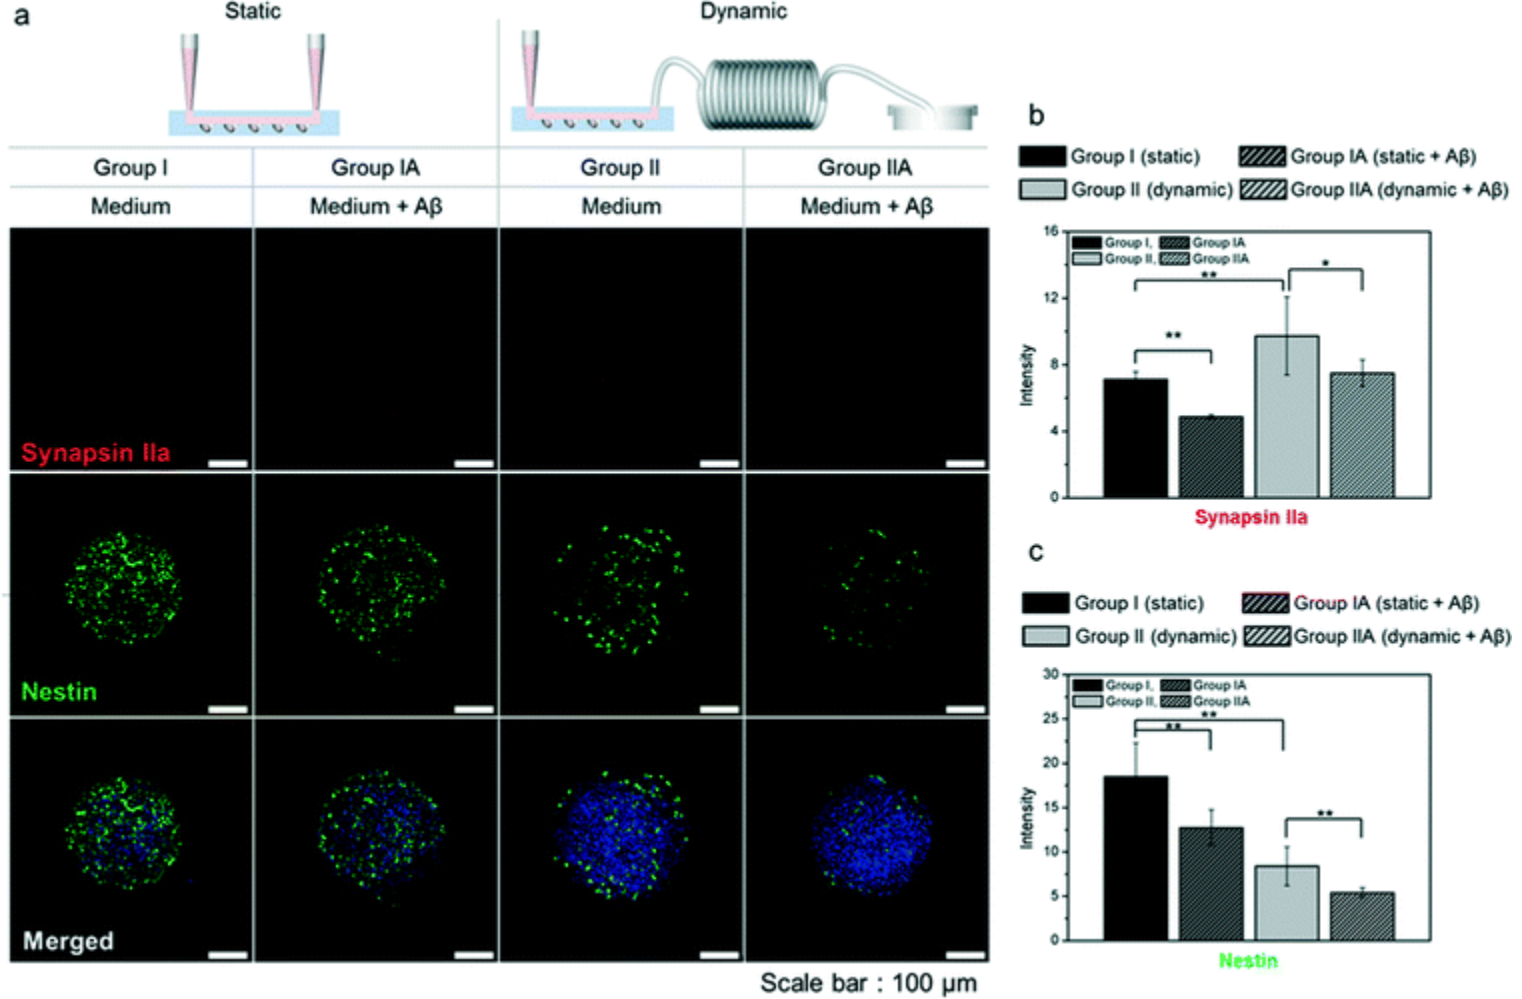 a
Static
Dynamic
Group I
Group IA
Group II
Group IIA
Medium
Medium + Aβ
Medium
Medium + Aβ
Synapsin IIa
Nestin
Merged
Scale bar : 100 µm
b
Group I (static)
Group IA (static + Aβ)
Group II (dynamic)
Group IIA (dynamic + Aβ)
Group I,
Group IA
Group II,
Group IIA
**
*
**
16
12
8
4
0
Intensity
Synapsin IIa
c
Group I (static)
Group IA (static + Aβ)
Group II (dynamic)
Group IIA (dynamic + Aβ)
Group I,
Group IA
Group II,
Group IIA
**
**
**
30
25
20
15
10
5
0
Intensity
Nestin